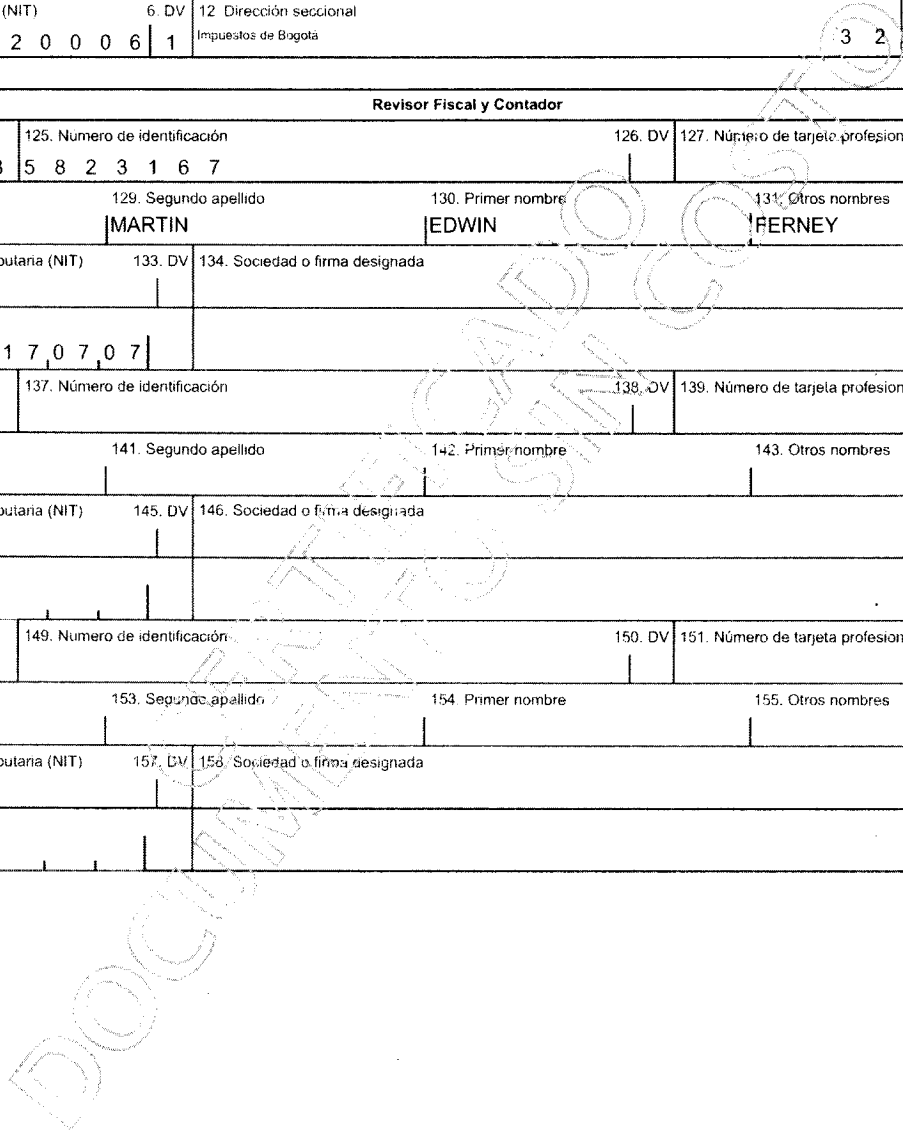 (NIT) 6. DV 12 Dirección seccional
2 0 0 0 6 1 Impuestos de Bogotá 3 2
Revisor Fiscal y Contador
125. Número de identificación 126. DV 127. Número de tarjeta profesion
5 8 2 3 1 6 7
129. Segundo apellido 130. Primer nombre 131. Otros nombres
MARTIN EDWIN FERNEY
butaria (NIT) 133. DV 134. Sociedad o firma designada
1 7 0 7 0 7
137. Número de identificación 138. DV 139. Número de tarjeta profesion
141. Segundo apellido 142. Primer nombre 143. Otros nombres
butaria (NIT) 145. DV 146. Sociedad o firma designada
149. Numero de identificación 150. DV 151. Número de tarjeta profesion
153. Segundo apellido 154. Primer nombre 155. Otros nombres
butaria (NIT) 157. DV 158. Sociedad o firma designada
CERTIFICADO
DOCUMENTO SIN COSTO